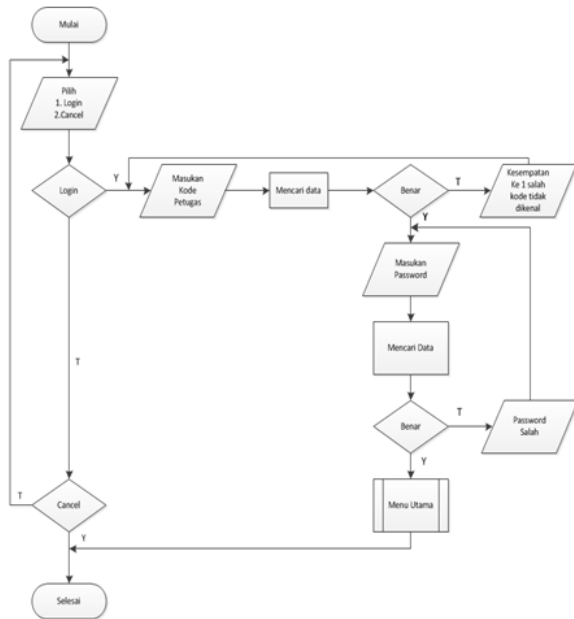 Mulai
Pilih
1. Login
2.Cancel
Login
Y
Masukan
Kode
Petugas
Mencari data
Benar
T
Kesempatan
Ke 1 salah
kode tidak
dikenal
Y
Masukan
Password
Mencari Data
T
Benar
T
Password
Salah
Y
Menu Utama
T
Cancel
Y
Selesai